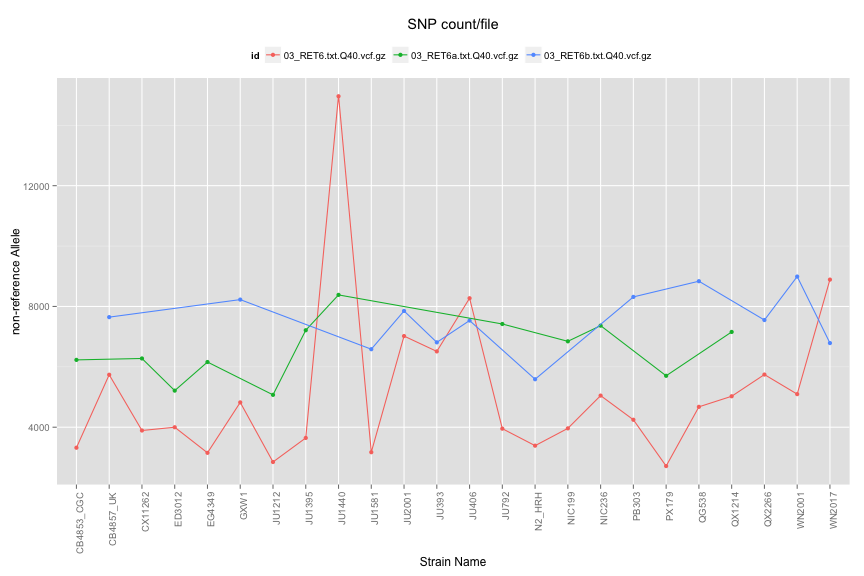 SNP count/file
id 03_RET6.txt.Q40.vcf.gz 03_RET6a.txt.Q40.vcf.gz 03_RET6b.txt.Q40.vcf.gz
non-reference Allele
12000
8000
4000
CB4853_CGC
CB4857_UK
CX11262
ED3012
EG4349
GXW1
JU1212
JU1395
JU1440
JU1581
JU2001
JU393
JU406
JU792
N2_HRH
NIC199
NIC236
PB303
PX179
QG538
QX1214
QX2266
WN2001
WN2017
Strain Name